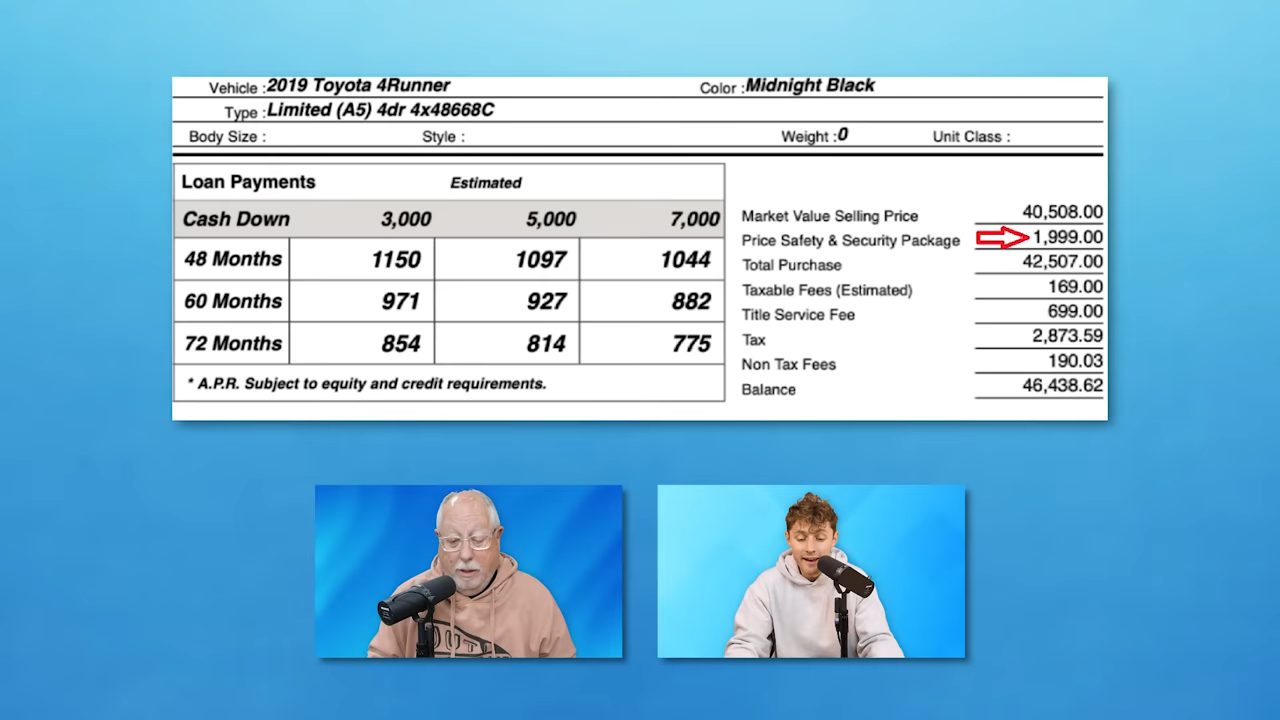 Vehicle : 2019 Toyota 4Runner Color : Midnight Black
Type : Limited (A5) 4dr 4x48668C
Body Size : Style : Weight : 0 Unit Class :
Loan Payments Estimated
Cash Down 3,000 5,000 7,000
48 Months 1150 1097 1044
60 Months 971 927 882
72 Months 854 814 775
* A.P.R. Subject to equity and credit requirements.
Market Value Selling Price 40,508.00
Price Safety & Security Package 1,999.00
Total Purchase 42,507.00
Taxable Fees (Estimated) 169.00
Title Service Fee 699.00
Tax 2,873.59
Non Tax Fees 190.03
Balance 46,438.62